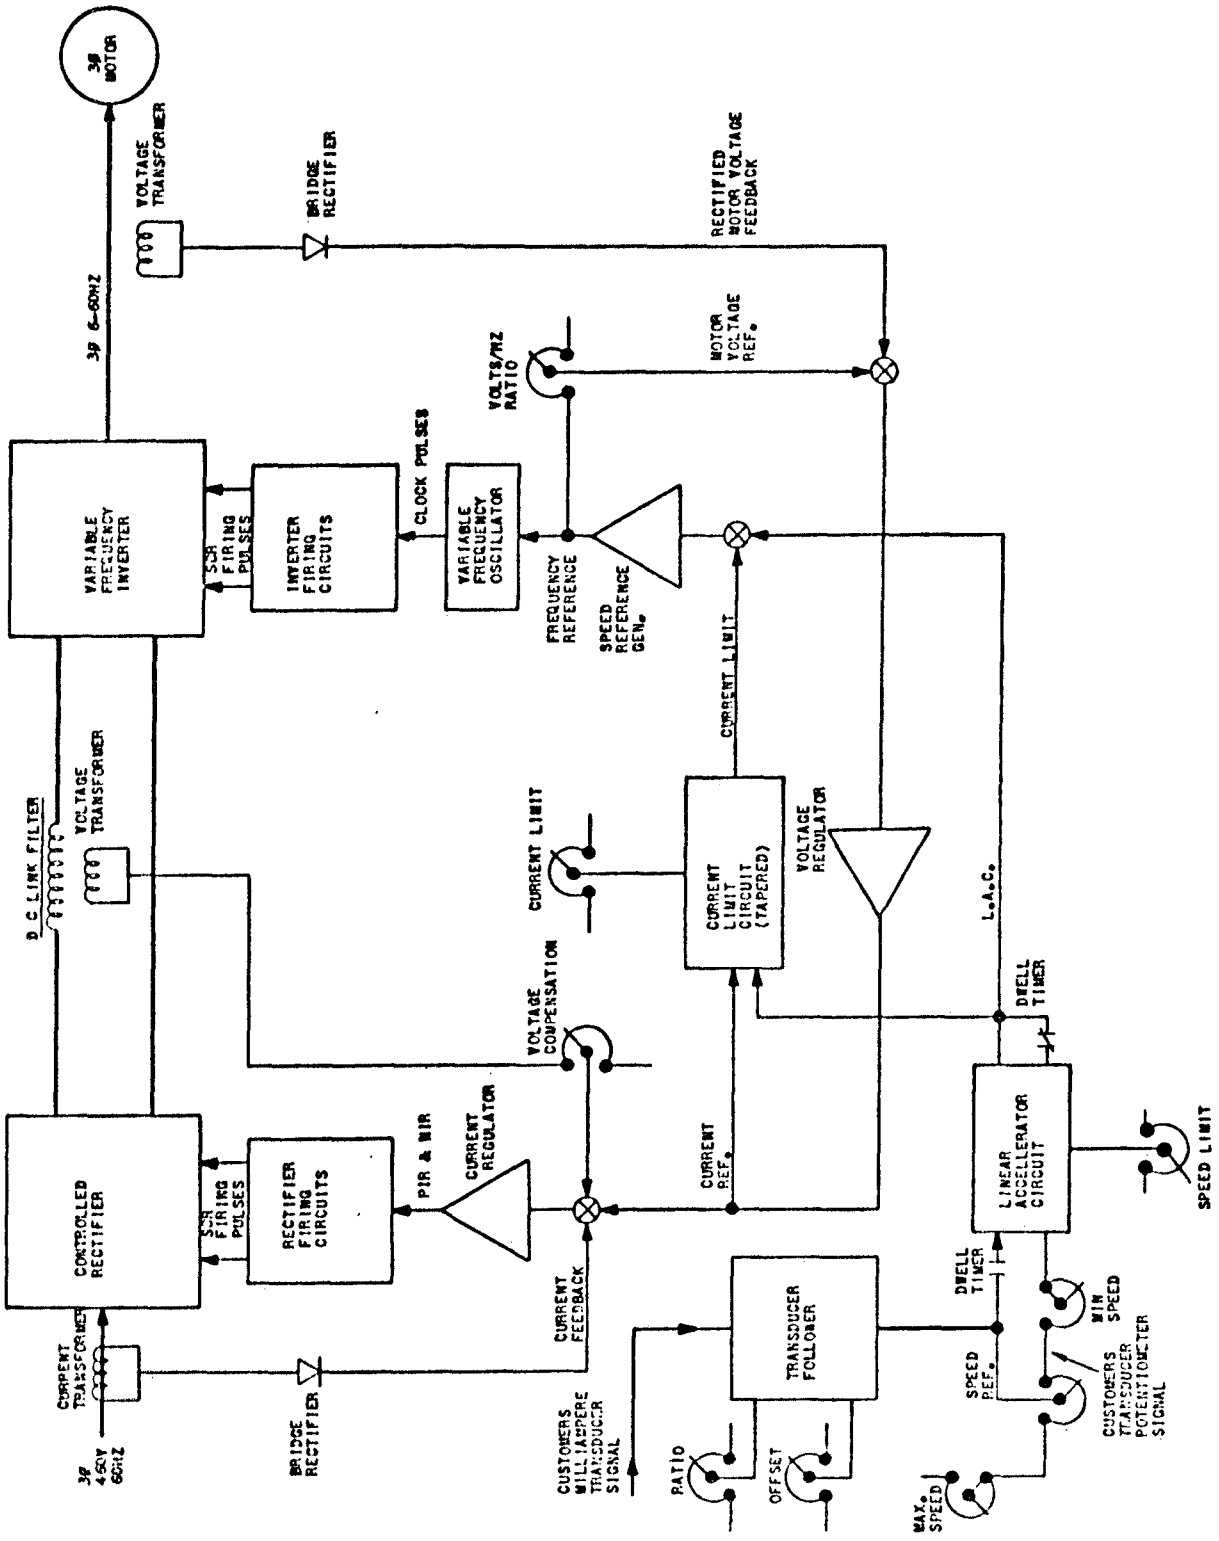 3Ø
460V
60HZ
CURRENT
TRANSFORMER
CONTROLLED
RECTIFIER
D C LINK FILTER
VOLTAGE
TRANSFORMER
VARIABLE
FREQUENCY
INVERTER
3Ø 6-60HZ
3Ø
MOTOR
VOLTAGE
TRANSFORMER
SCR
FIRING
PULSES
SCR
FIRING
PULSES
BRIDGE
RECTIFIER
RECTIFIER
FIRING
CIRCUITS
INVERTER
FIRING
CIRCUITS
BRIDGE
RECTIFIER
PIR & MIR
CLOCK PULSES
CURRENT
REGULATOR
VARIABLE
FREQUENCY
OSCILLATOR
VOLTS/HZ
RATIO
CURRENT
FEEDBACK
VOLTAGE
COMPENSATION
CURRENT LIMIT
FREQUENCY
REFERENCE
SPEED
REFERENCE
GEN.
CUSTOMERS
MILLIAMPERE
TRANSDUCER
SIGNAL
RATIO
OFFSET
TRANSDUCER
FOLLOWER
CURRENT
REF.
CURRENT
LIMIT
CIRCUIT
(TAPERED)
CURRENT LIMIT
MOTOR
VOLTAGE
REF.
RECTIFIED
MOTOR VOLTAGE
FEEDBACK
VOLTAGE
REGULATOR
MAX.
SPEED
SPEED
REF.
DWELL
TIMER
LINEAR
ACCELLERATOR
CIRCUIT
DWELL
TIMER
L.A.C.
CUSTOMERS
TRANSDUCER
POTENTIOMETER
SIGNAL
MIN
SPEED
SPEED LIMIT